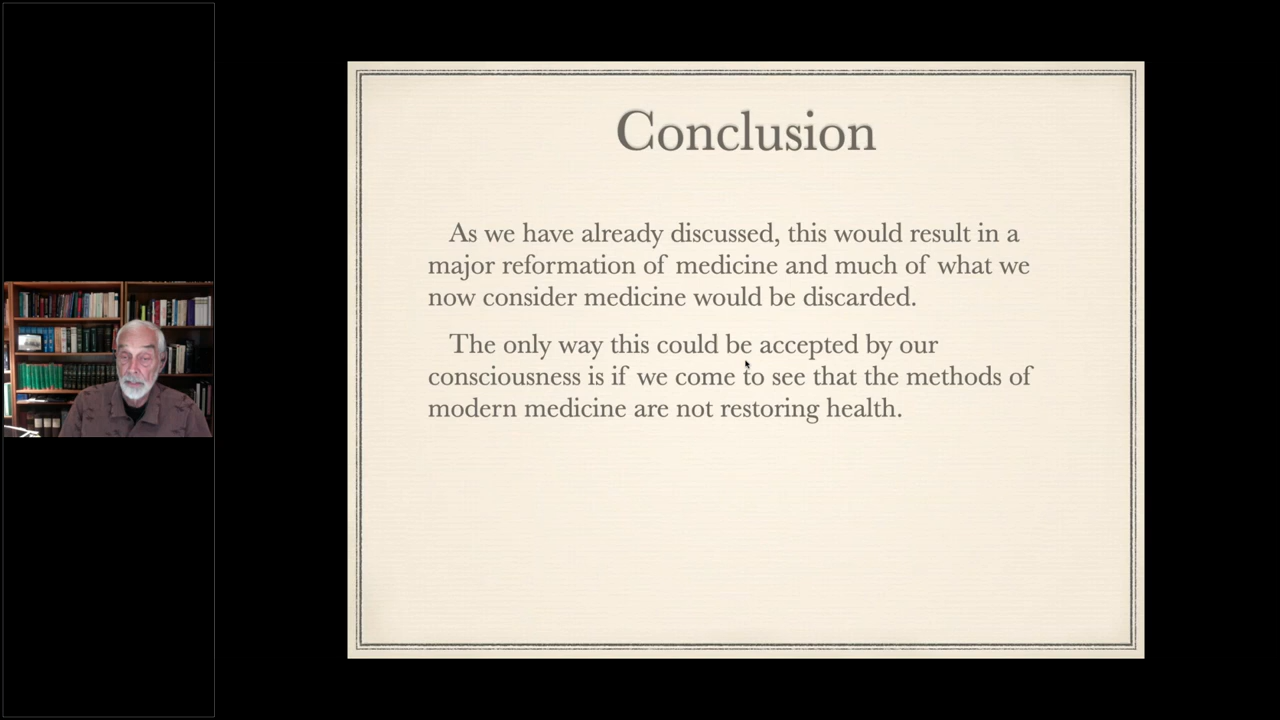 Conclusion
As we have already discussed, this would result in a
major reformation of medicine and much of what we
now consider medicine would be discarded.
The only way this could be accepted by our
consciousness is if we come to see that the methods of
modern medicine are not restoring health.